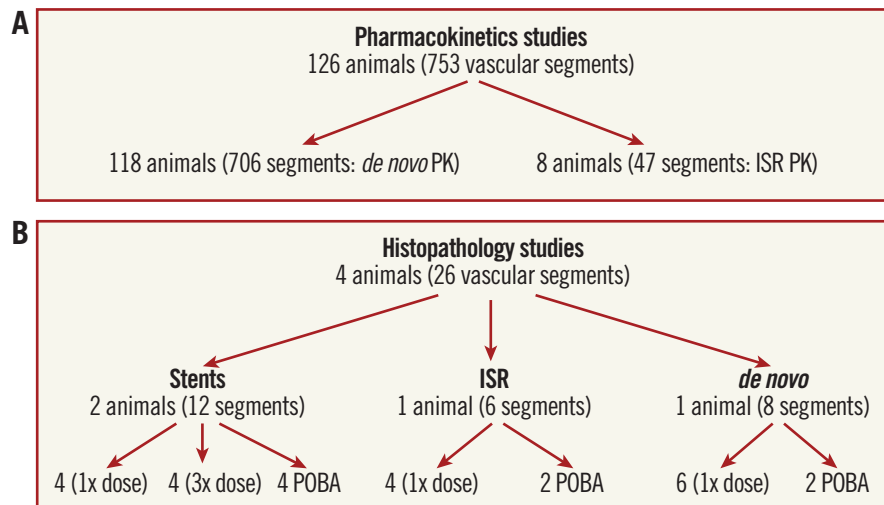 A
Pharmacokinetics studies
126 animals (753 vascular segments)
118 animals (706 segments: de novo PK)
8 animals (47 segments: ISR PK)
B
Histopathology studies
4 animals (26 vascular segments)
Stents
2 animals (12 segments)
ISR
1 animal (6 segments)
de novo
1 animal (8 segments)
4 (1x dose)
4 (3x dose)
4 POBA
4 (1x dose)
2 POBA
6 (1x dose)
2 POBA